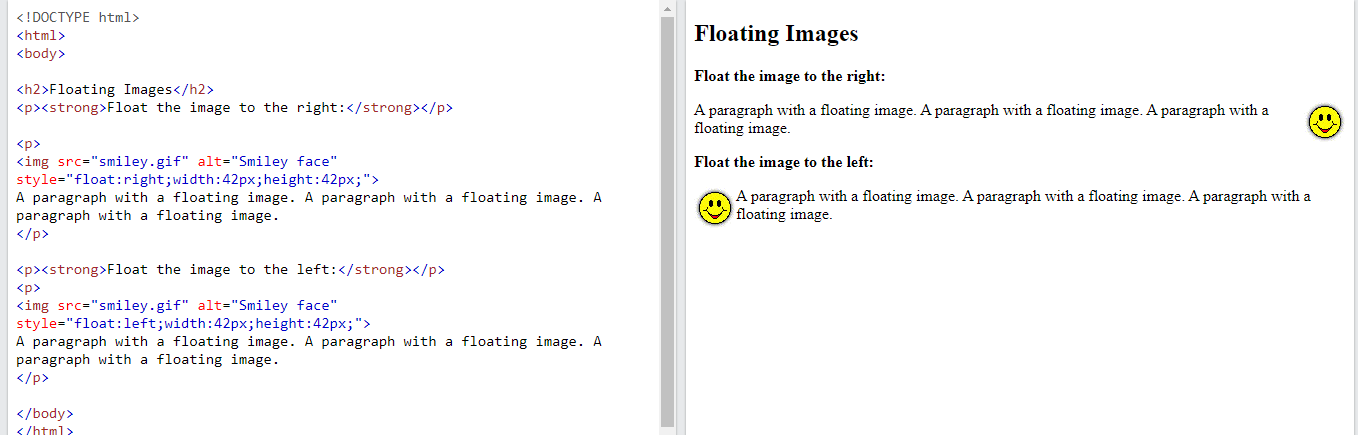 <!DOCTYPE html>
<html>
<body>
<h2>Floating Images</h2>
<p><strong>Float the image to the right:</strong></p>
<p>
<img src="smiley.gif" alt="Smiley face"
style="float:right;width:42px;height:42px;">
A paragraph with a floating image. A paragraph with a floating image. A
paragraph with a floating image.
</p>
<p><strong>Float the image to the left:</strong></p>
<p>
<img src="smiley.gif" alt="Smiley face"
style="float:left;width:42px;height:42px;">
A paragraph with a floating image. A paragraph with a floating image. A
paragraph with a floating image.
</p>
</body>
</html>
Floating Images
Float the image to the right:
A paragraph with a floating image. A paragraph with a floating image. A paragraph with a
floating image.
Float the image to the left:
A paragraph with a floating image. A paragraph with a floating image. A paragraph with a
floating image.